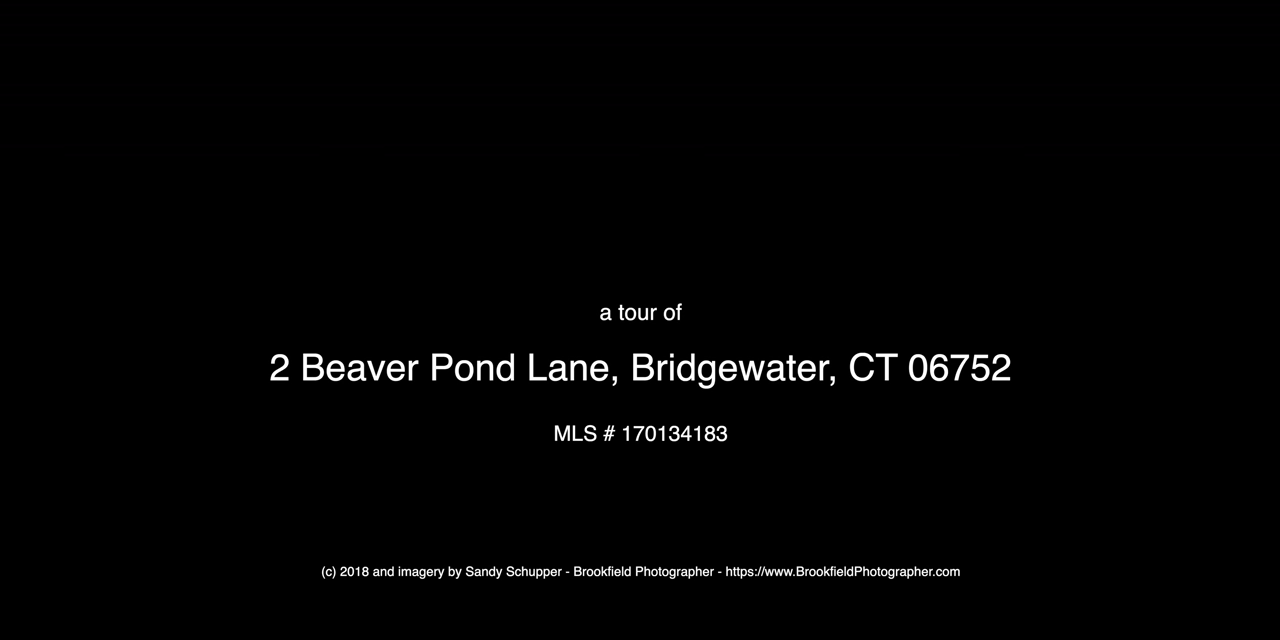 a tour of
2 Beaver Pond Lane, Bridgewater, CT 06752
MLS # 170134183
(c) 2018 and imagery by Sandy Schupper - Brookfield Photographer - https://www.BrookfieldPhotographer.com